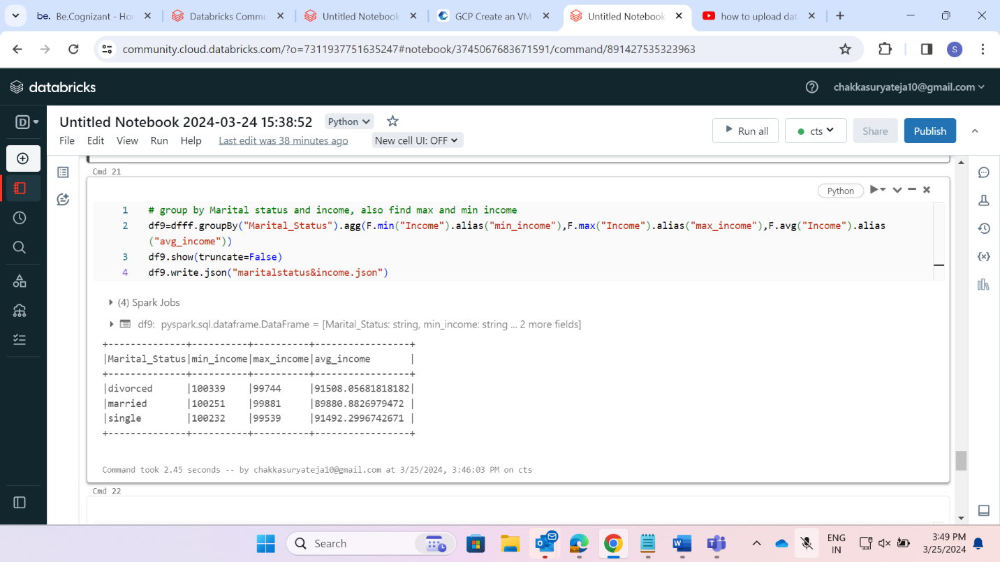 be. Be.Cognizant - Hor
Databricks Commu
Untitled Notebook
GCP Create an VM
Untitled Notebook
how to upload dat
community.cloud.databricks.com/?o=7311937751635247#notebook/3745067683671591/command/891427535323963
S
databricks
chakkasuryateja10@gmail.com
D
Untitled Notebook 2024-03-24 15:38:52
Python
File Edit View Run Help Last edit was 38 minutes ago New cell UI: OFF
Run all
cts
Share
Publish
Cmd 21
Python
1 # group by Marital status and income, also find max and min income
2 df9=dfff.groupBy("Marital_Status").agg(F.min("Income").alias("min_income"),F.max("Income").alias("max_income"),F.avg("Income").alias
("avg_income"))
3 df9.show(truncate=False)
4 df9.write.json("maritalstatus&income.json")
(4) Spark Jobs
df9: pyspark.sql.dataframe.DataFrame = [Marital_Status: string, min_income: string ... 2 more fields]
+--------------+----------+----------+-----------------+
|Marital_Status|min_income|max_income|avg_income       |
+--------------+----------+----------+-----------------+
|divorced      |100339    |99744     |91508.05681818182|
|married       |100251    |99881     |89880.8826979472 |
|single        |100232    |99539     |91492.2996742671 |
+--------------+----------+----------+-----------------+
Command took 2.45 seconds -- by chakkasuryateja10@gmail.com at 3/25/2024, 3:46:03 PM on cts
Cmd 22
Search
ENG
IN
3:49 PM
3/25/2024